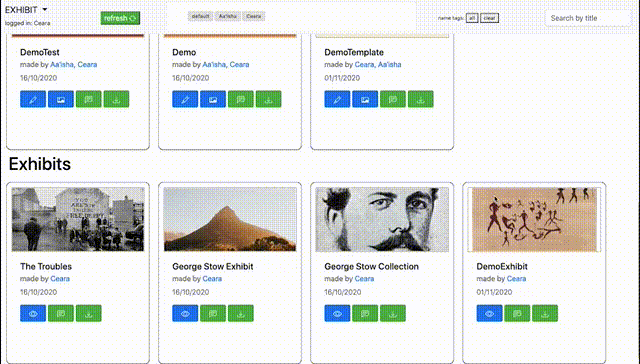 EXHIBIT
logged in: Ceara
refresh
default Aa'isha Ceara
name tags: all clear
Search by title
DemoTest
made by Aa'isha, Ceara
16/10/2020
Demo
made by Aa'isha, Ceara
16/10/2020
DemoTemplate
made by Ceara, Aa'isha
01/11/2020
Exhibits
The Troubles
made by Ceara
16/10/2020
George Stow Exhibit
made by Ceara
16/10/2020
George Stow Collection
made by Ceara
16/10/2020
DemoExhibit
made by Ceara
01/11/2020